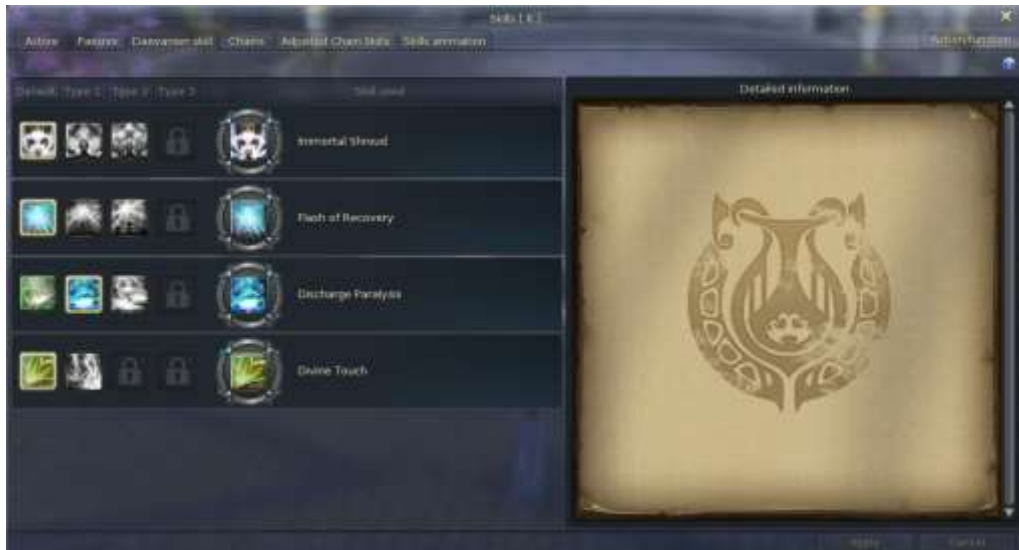 Skills [ K ]
Active Passive Daevanion skill Chains Adjusted Chain Skills Skills animation
Default Type 1 Type 2 Type 3 Skill used
Detailed information
Immortal Shroud
Flash of Recovery
Discharge Paralysis
Divine Touch
Apply Cancel